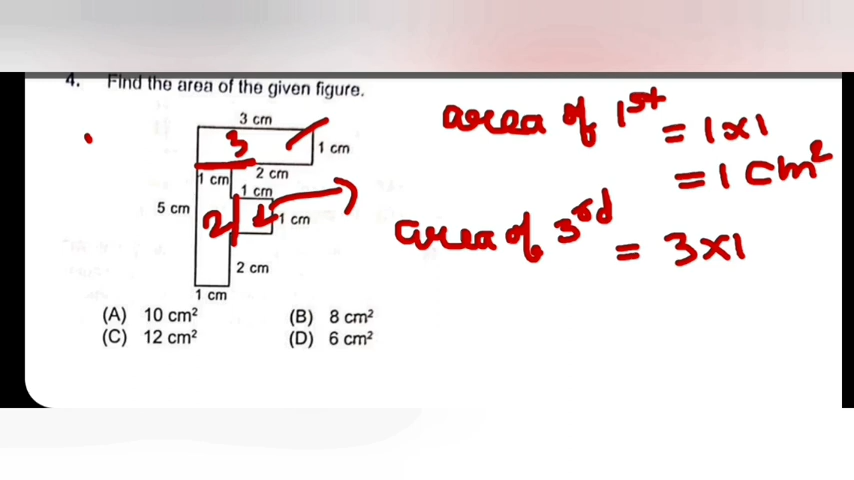 4. Find the area of the given figure.
3 cm
3
1 cm
1 cm
2 cm
1 cm
5 cm
2
1
1 cm
2 cm
1 cm
(A) 10 cm²
(B) 8 cm²
(C) 12 cm²
(D) 6 cm²
area of 1st = 1×1
= 1 cm²
area of 3rd = 3×1